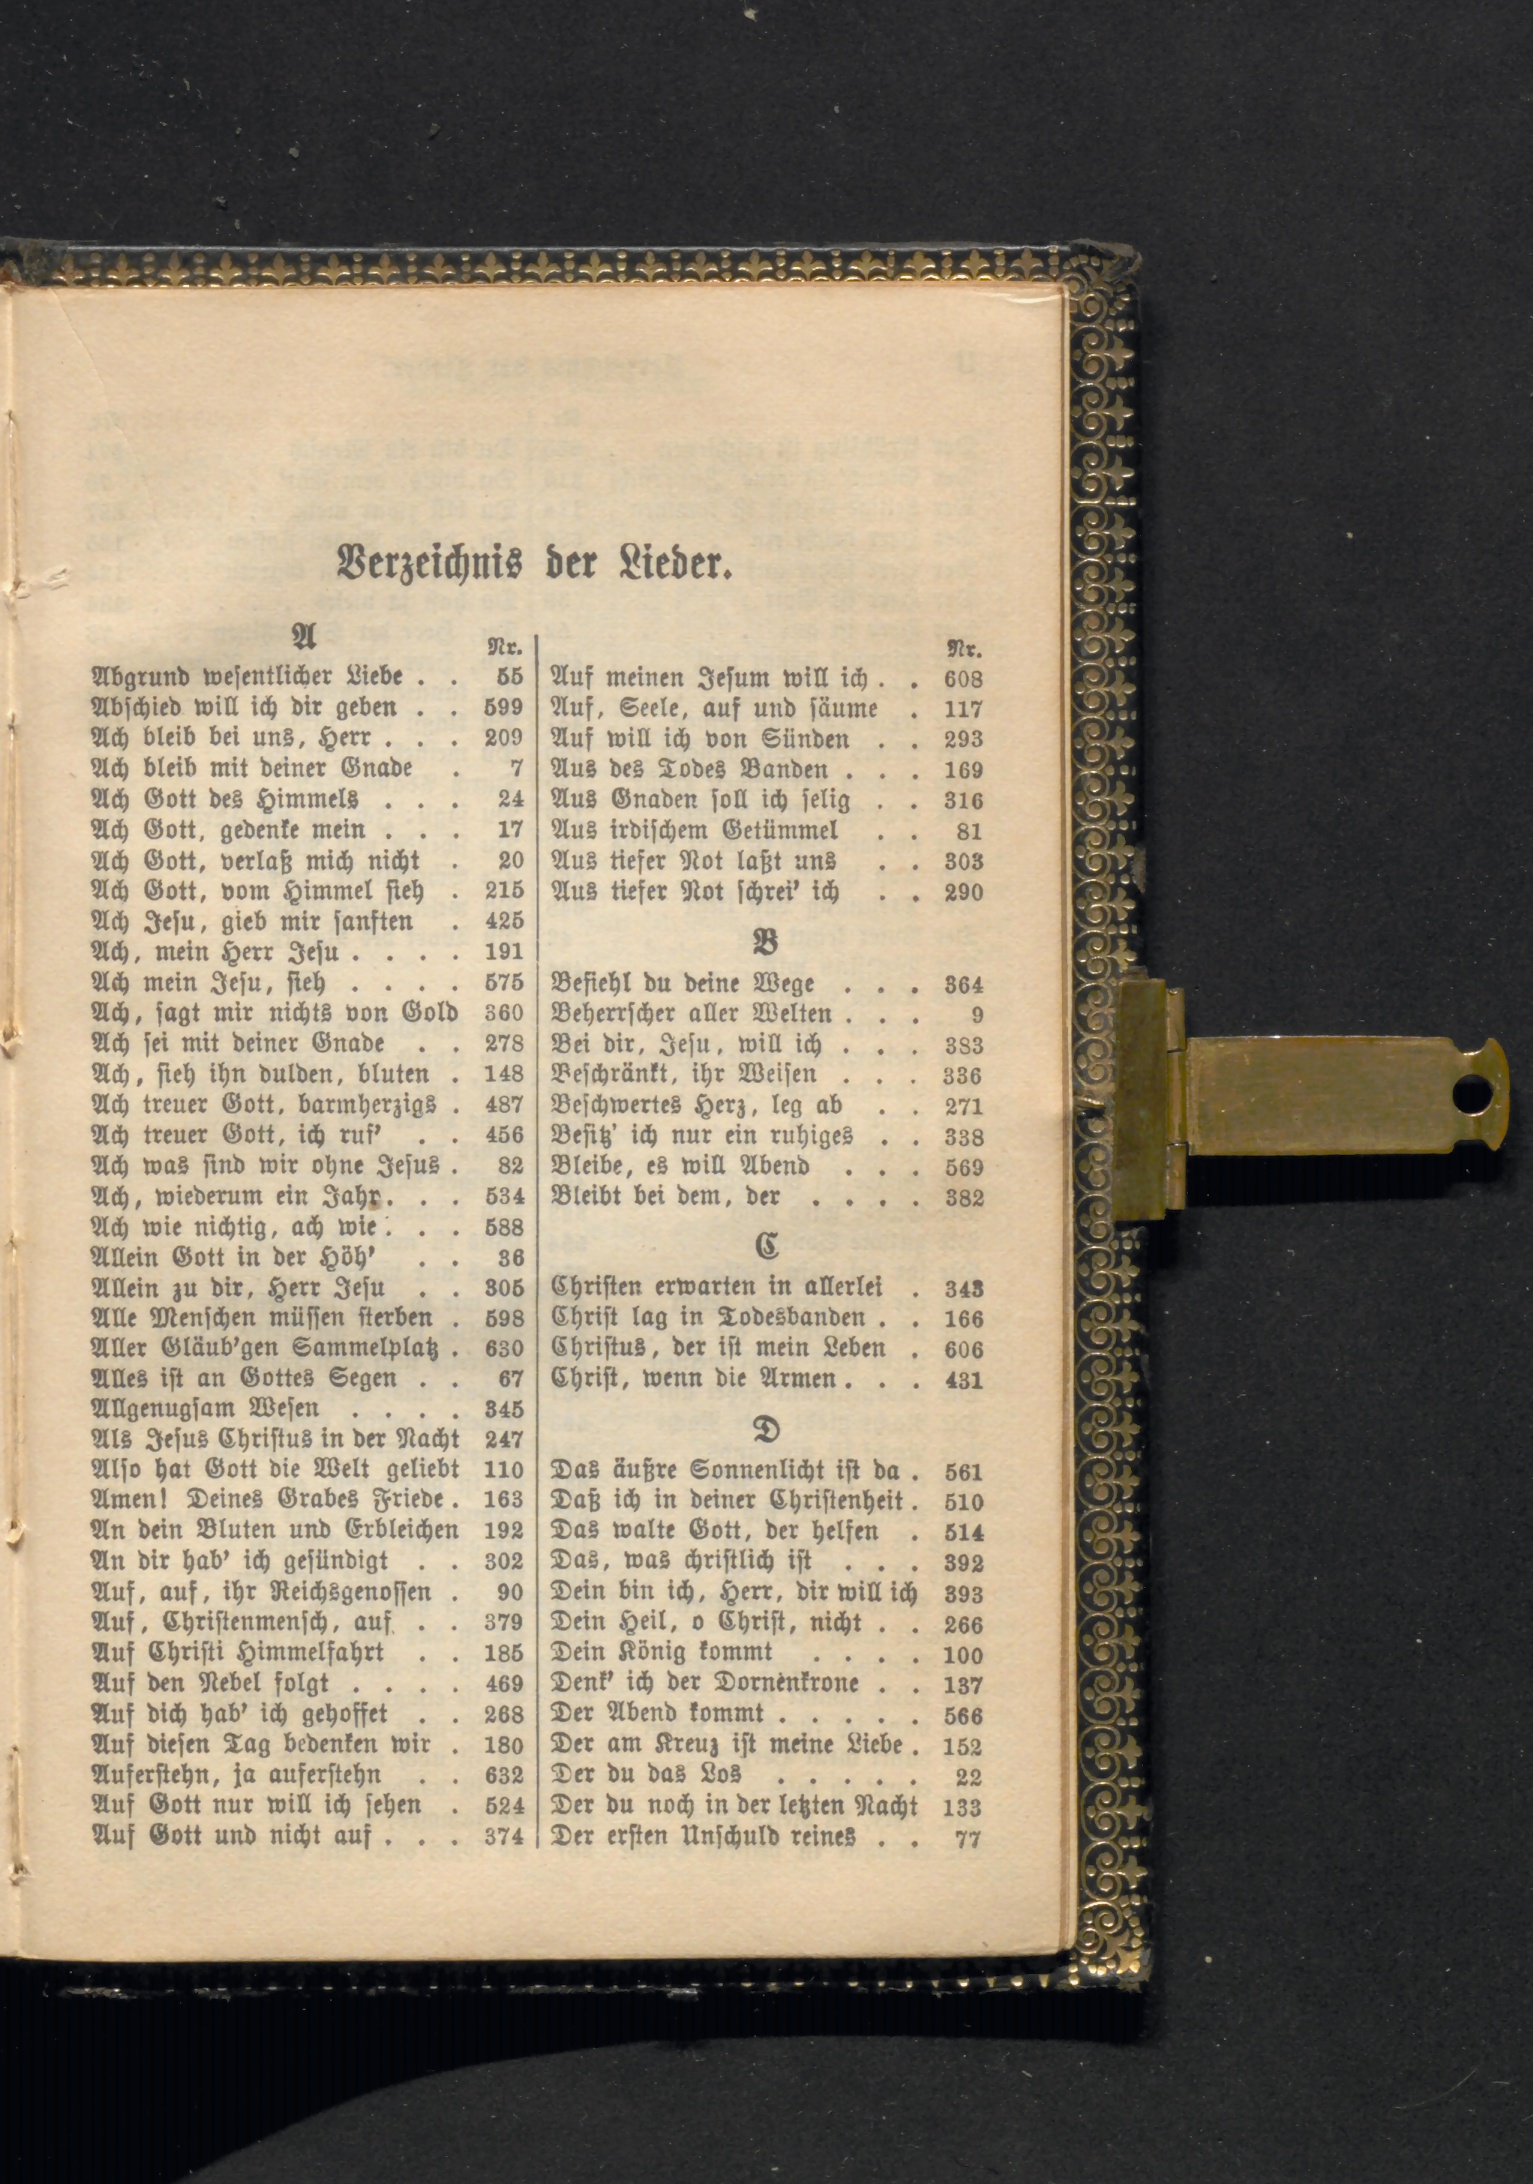 Verzeichnis der Lieder.
A
Nr.
Abgrund wesentlicher Liebe . . 55
Abschied will ich dir geben . . 599
Ach bleib bei uns, Herr . . . 209
Ach bleib mit deiner Gnade . 7
Ach Gott des Himmels . . . 24
Ach Gott, gedenke mein . . . 17
Ach Gott, verlaß mich nicht . 20
Ach Gott, vom Himmel sieh . 215
Ach Jesu, gieb mir sanften . 425
Ach, mein Herr Jesu . . . . 191
Ach mein Jesu, sieh . . . . 575
Ach, sagt mir nichts von Gold 360
Ach sei mit deiner Gnade . . 278
Ach, sieh ihn dulden, bluten . 148
Ach treuer Gott, barmherzigs . 487
Ach treuer Gott, ich ruf' . . 456
Ach was sind wir ohne Jesus . 82
Ach, wiederum ein Jahr . . . 534
Ach wie nichtig, ach wie . . . 588
Allein Gott in der Höh' . . 36
Allein zu dir, Herr Jesu . . 305
Alle Menschen müssen sterben . 598
Aller Gläub'gen Sammelplatz . 630
Alles ist an Gottes Segen . . 67
Allgenugsam Wesen . . . . 345
Als Jesus Christus in der Nacht 247
Also hat Gott die Welt geliebt 110
Amen! Deines Grabes Friede . 163
An dein Bluten und Erbleichen 192
An dir hab' ich gesündigt . . 302
Auf, auf, ihr Reichsgenossen . 90
Auf, Christenmensch, auf . . 379
Auf Christi Himmelfahrt . . 185
Auf den Nebel folgt . . . . 469
Auf dich hab' ich gehoffet . . 268
Auf diesen Tag bedenken wir . 180
Auferstehn, ja auferstehn . . 632
Auf Gott nur will ich sehen . 524
Auf Gott und nicht auf . . . 374
Nr.
Auf meinen Jesum will ich . . 608
Auf, Seele, auf und säume . 117
Auf will ich von Sünden . . 293
Aus des Todes Banden . . . 169
Aus Gnaden soll ich selig . . 316
Aus irdischem Getümmel . . 81
Aus tiefer Not laßt uns . . 303
Aus tiefer Not schrei' ich . . 290
B
Befiehl du deine Wege . . . 364
Beherrscher aller Welten . . . 9
Bei dir, Jesu, will ich . . . 383
Beschränkt, ihr Weisen . . . 336
Beschwertes Herz, leg ab . . 271
Besitz' ich nur ein ruhiges . . 338
Bleibe, es will Abend . . . 569
Bleibt bei dem, der . . . . 382
C
Christen erwarten in allerlei . 343
Christ lag in Todesbanden . . 166
Christus, der ist mein Leben . 606
Christ, wenn die Armen . . . 431
D
Das äußre Sonnenlicht ist da . 561
Daß ich in deiner Christenheit . 510
Das walte Gott, der helfen . 514
Das, was christlich ist . . . 392
Dein bin ich, Herr, dir will ich 393
Dein Heil, o Christ, nicht . . 266
Dein König kommt . . . . 100
Denk' ich der Dornenkrone . . 137
Der Abend kommt . . . . . 566
Der am Kreuz ist meine Liebe . 152
Der du das Los . . . . . 22
Der du noch in der letzten Nacht 133
Der ersten Unschuld reines . . 77